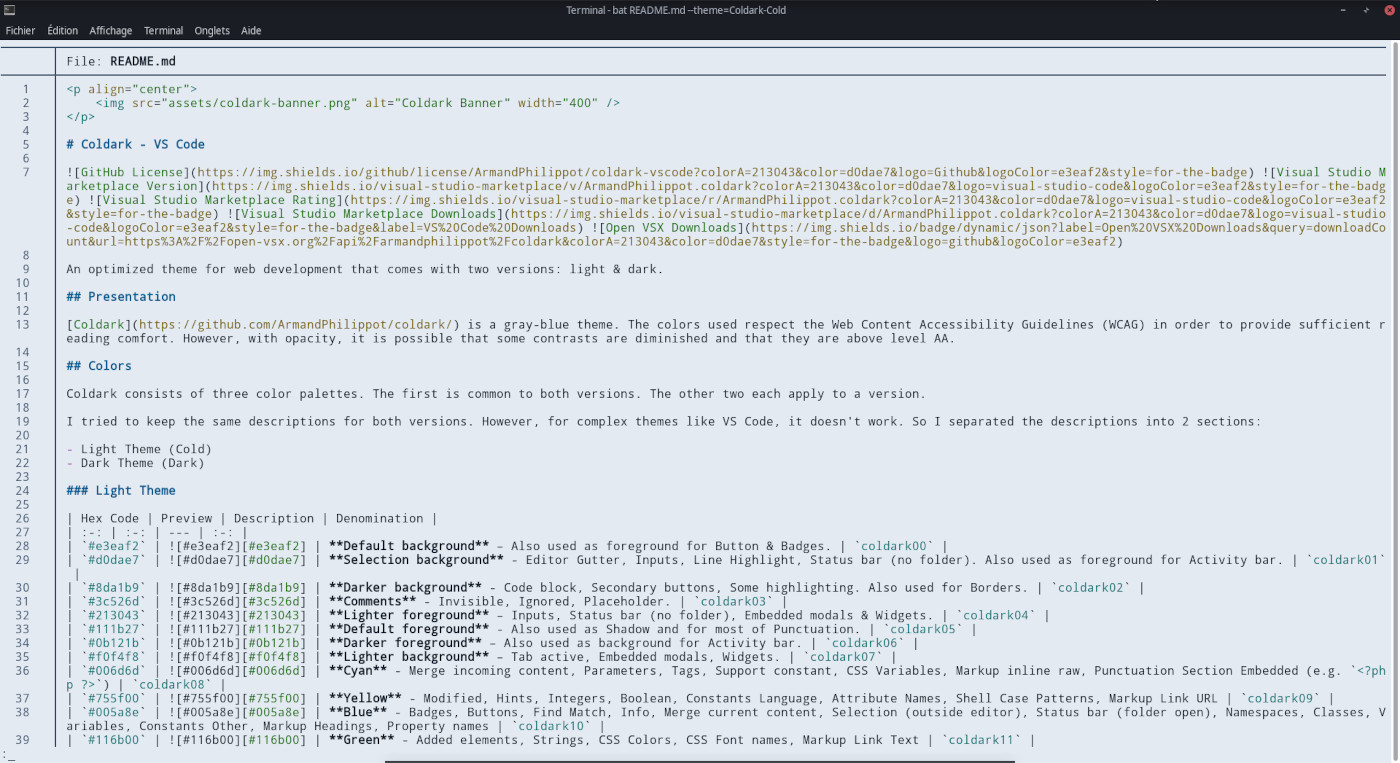 Terminal - bat README.md --theme=Coldark-Cold
Fichier Édition Affichage Terminal Onglets Aide
File: README.md
1 <p align="center">
2 <img src="assets/coldark-banner.png" alt="Coldark Banner" width="400" />
3 </p>
4
5 # Coldark - VS Code
6
7 ![GitHub License](https://img.shields.io/github/license/ArmandPhilippot/coldark-vscode?colorA=213043&color=d0dae7&logo=Github&logoColor=e3eaf2&style=for-the-badge) ![Visual Studio M
arketplace Version](https://img.shields.io/visual-studio-marketplace/v/ArmandPhilippot.coldark?colorA=213043&color=d0dae7&logo=visual-studio-code&logoColor=e3eaf2&style=for-the-badg
e) ![Visual Studio Marketplace Rating](https://img.shields.io/visual-studio-marketplace/r/ArmandPhilippot.coldark?colorA=213043&color=d0dae7&logo=visual-studio-code&logoColor=e3eaf2
&style=for-the-badge) ![Visual Studio Marketplace Downloads](https://img.shields.io/visual-studio-marketplace/d/ArmandPhilippot.coldark?colorA=213043&color=d0dae7&logo=visual-studio
-code&logoColor=e3eaf2&style=for-the-badge&label=VS%20Code%20Downloads) ![Open VSX Downloads](https://img.shields.io/badge/dynamic/json?label=Open%20VSX%20Downloads&query=downloadCo
unt&url=https%3A%2F%2Fopen-vsx.org%2Fapi%2Farmandphilippot%2Fcoldark&colorA=213043&color=d0dae7&style=for-the-badge&logo=github&logoColor=e3eaf2)
8
9 An optimized theme for web development that comes with two versions: light & dark.
10
11 ## Presentation
12
13 [Coldark](https://github.com/ArmandPhilippot/coldark/) is a gray-blue theme. The colors used respect the Web Content Accessibility Guidelines (WCAG) in order to provide sufficient r
eading comfort. However, with opacity, it is possible that some contrasts are diminished and that they are above level AA.
14
15 ## Colors
16
17 Coldark consists of three color palettes. The first is common to both versions. The other two each apply to a version.
18
19 I tried to keep the same descriptions for both versions. However, for complex themes like VS Code, it doesn't work. So I separated the descriptions into 2 sections:
20
21 - Light Theme (Cold)
22 - Dark Theme (Dark)
23
24 ### Light Theme
25
26 | Hex Code | Preview | Description | Denomination |
27 | :-: | :-: | --- | :-: |
28 | `#e3eaf2` | ![#e3eaf2][#e3eaf2] | **Default background** – Also used as foreground for Button & Badges. | `coldark00` |
29 | `#d0dae7` | ![#d0dae7][#d0dae7] | **Selection background** - Editor Gutter, Inputs, Line Highlight, Status bar (no folder). Also used as foreground for Activity bar. | `coldark01`
|
30 | `#8da1b9` | ![#8da1b9][#8da1b9] | **Darker background** - Code block, Secondary buttons, Some highlighting. Also used for Borders. | `coldark02` |
31 | `#3c526d` | ![#3c526d][#3c526d] | **Comments** - Invisible, Ignored, Placeholder. | `coldark03` |
32 | `#213043` | ![#213043][#213043] | **Lighter foreground** – Inputs, Status bar (no folder), Embedded modals & Widgets. | `coldark04` |
33 | `#111b27` | ![#111b27][#111b27] | **Default foreground** - Also used as Shadow and for most of Punctuation. | `coldark05` |
34 | `#0b121b` | ![#0b121b][#0b121b] | **Darker foreground** – Also used as background for Activity bar. | `coldark06` |
35 | `#f0f4f8` | ![#f0f4f8][#f0f4f8] | **Lighter background** – Tab active, Embedded modals, Widgets. | `coldark07` |
36 | `#006d6d` | ![#006d6d][#006d6d] | **Cyan** - Merge incoming content, Parameters, Tags, Support constant, CSS Variables, Markup inline raw, Punctuation Section Embedded (e.g. `<?ph
p ?>`) | `coldark08` |
37 | `#755f00` | ![#755f00][#755f00] | **Yellow** - Modified, Hints, Integers, Boolean, Constants Language, Attribute Names, Shell Case Patterns, Markup Link URL | `coldark09` |
38 | `#005a8e` | ![#005a8e][#005a8e] | **Blue** - Badges, Buttons, Find Match, Info, Merge current content, Selection (outside editor), Status bar (folder open), Namespaces, Classes, V
ariables, Constants Other, Markup Headings, Property names | `coldark10` |
39 | `#116b00` | ![#116b00][#116b00] | **Green** - Added elements, Strings, CSS Colors, CSS Font names, Markup Link Text | `coldark11` |
:_